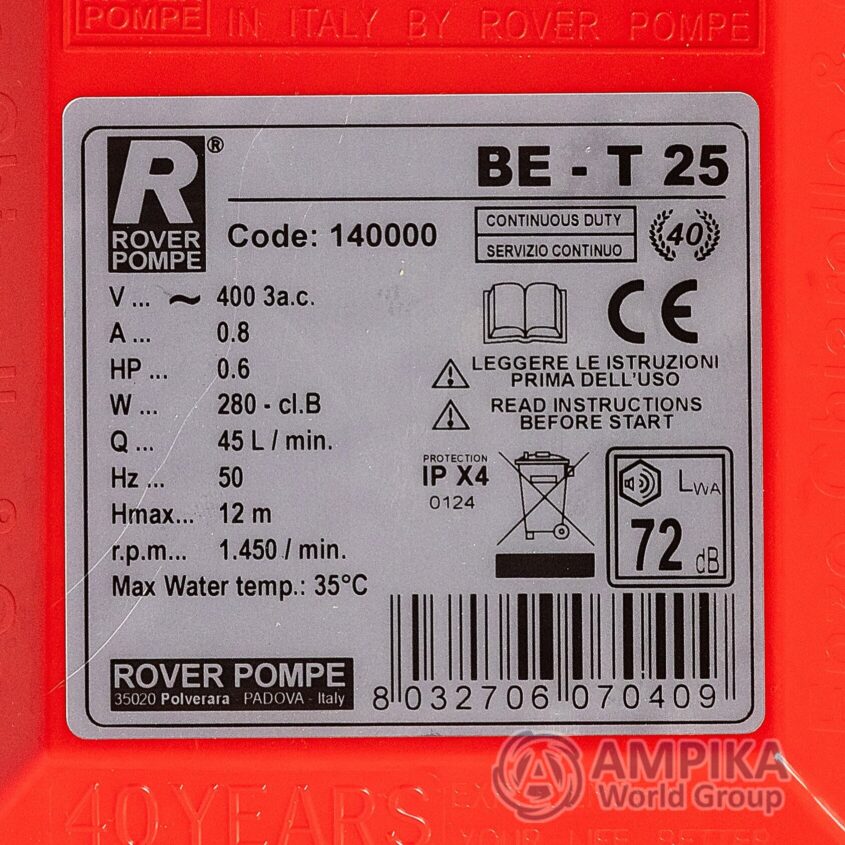 POMPE IN ITALY BY ROVER POMPE
R®
ROVER
POMPE
BE - T 25
Code: 140000
CONTINUOUS DUTY
SERVIZIO CONTINUO
40
V ... ~ 400 3a.c.
A ... 0.8
HP ... 0.6
W ... 280 - cl.B
Q ... 45 L / min.
Hz ... 50
Hmax... 12 m
r.p.m... 1.450 / min.
Max Water temp.: 35°C
CE
LEGGERE LE ISTRUZIONI
PRIMA DELL'USO
READ INSTRUCTIONS
BEFORE START
PROTECTION
IP X4
0124
LWA
72 dB
ROVER POMPE
35020 Polverara - PADOVA - Italy
8 032706 070409
AMPIKA
World Group
40 YEARS
YOUR LIFE BETTER